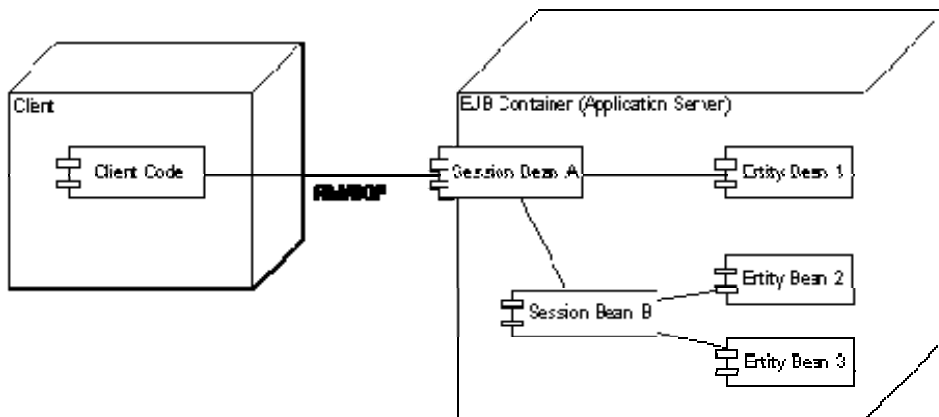 Client
EJB Container (Application Server)
Client Code
Session Bean A
Entity Bean 1
Entity Bean 2
Session Bean B
Entity Bean 3